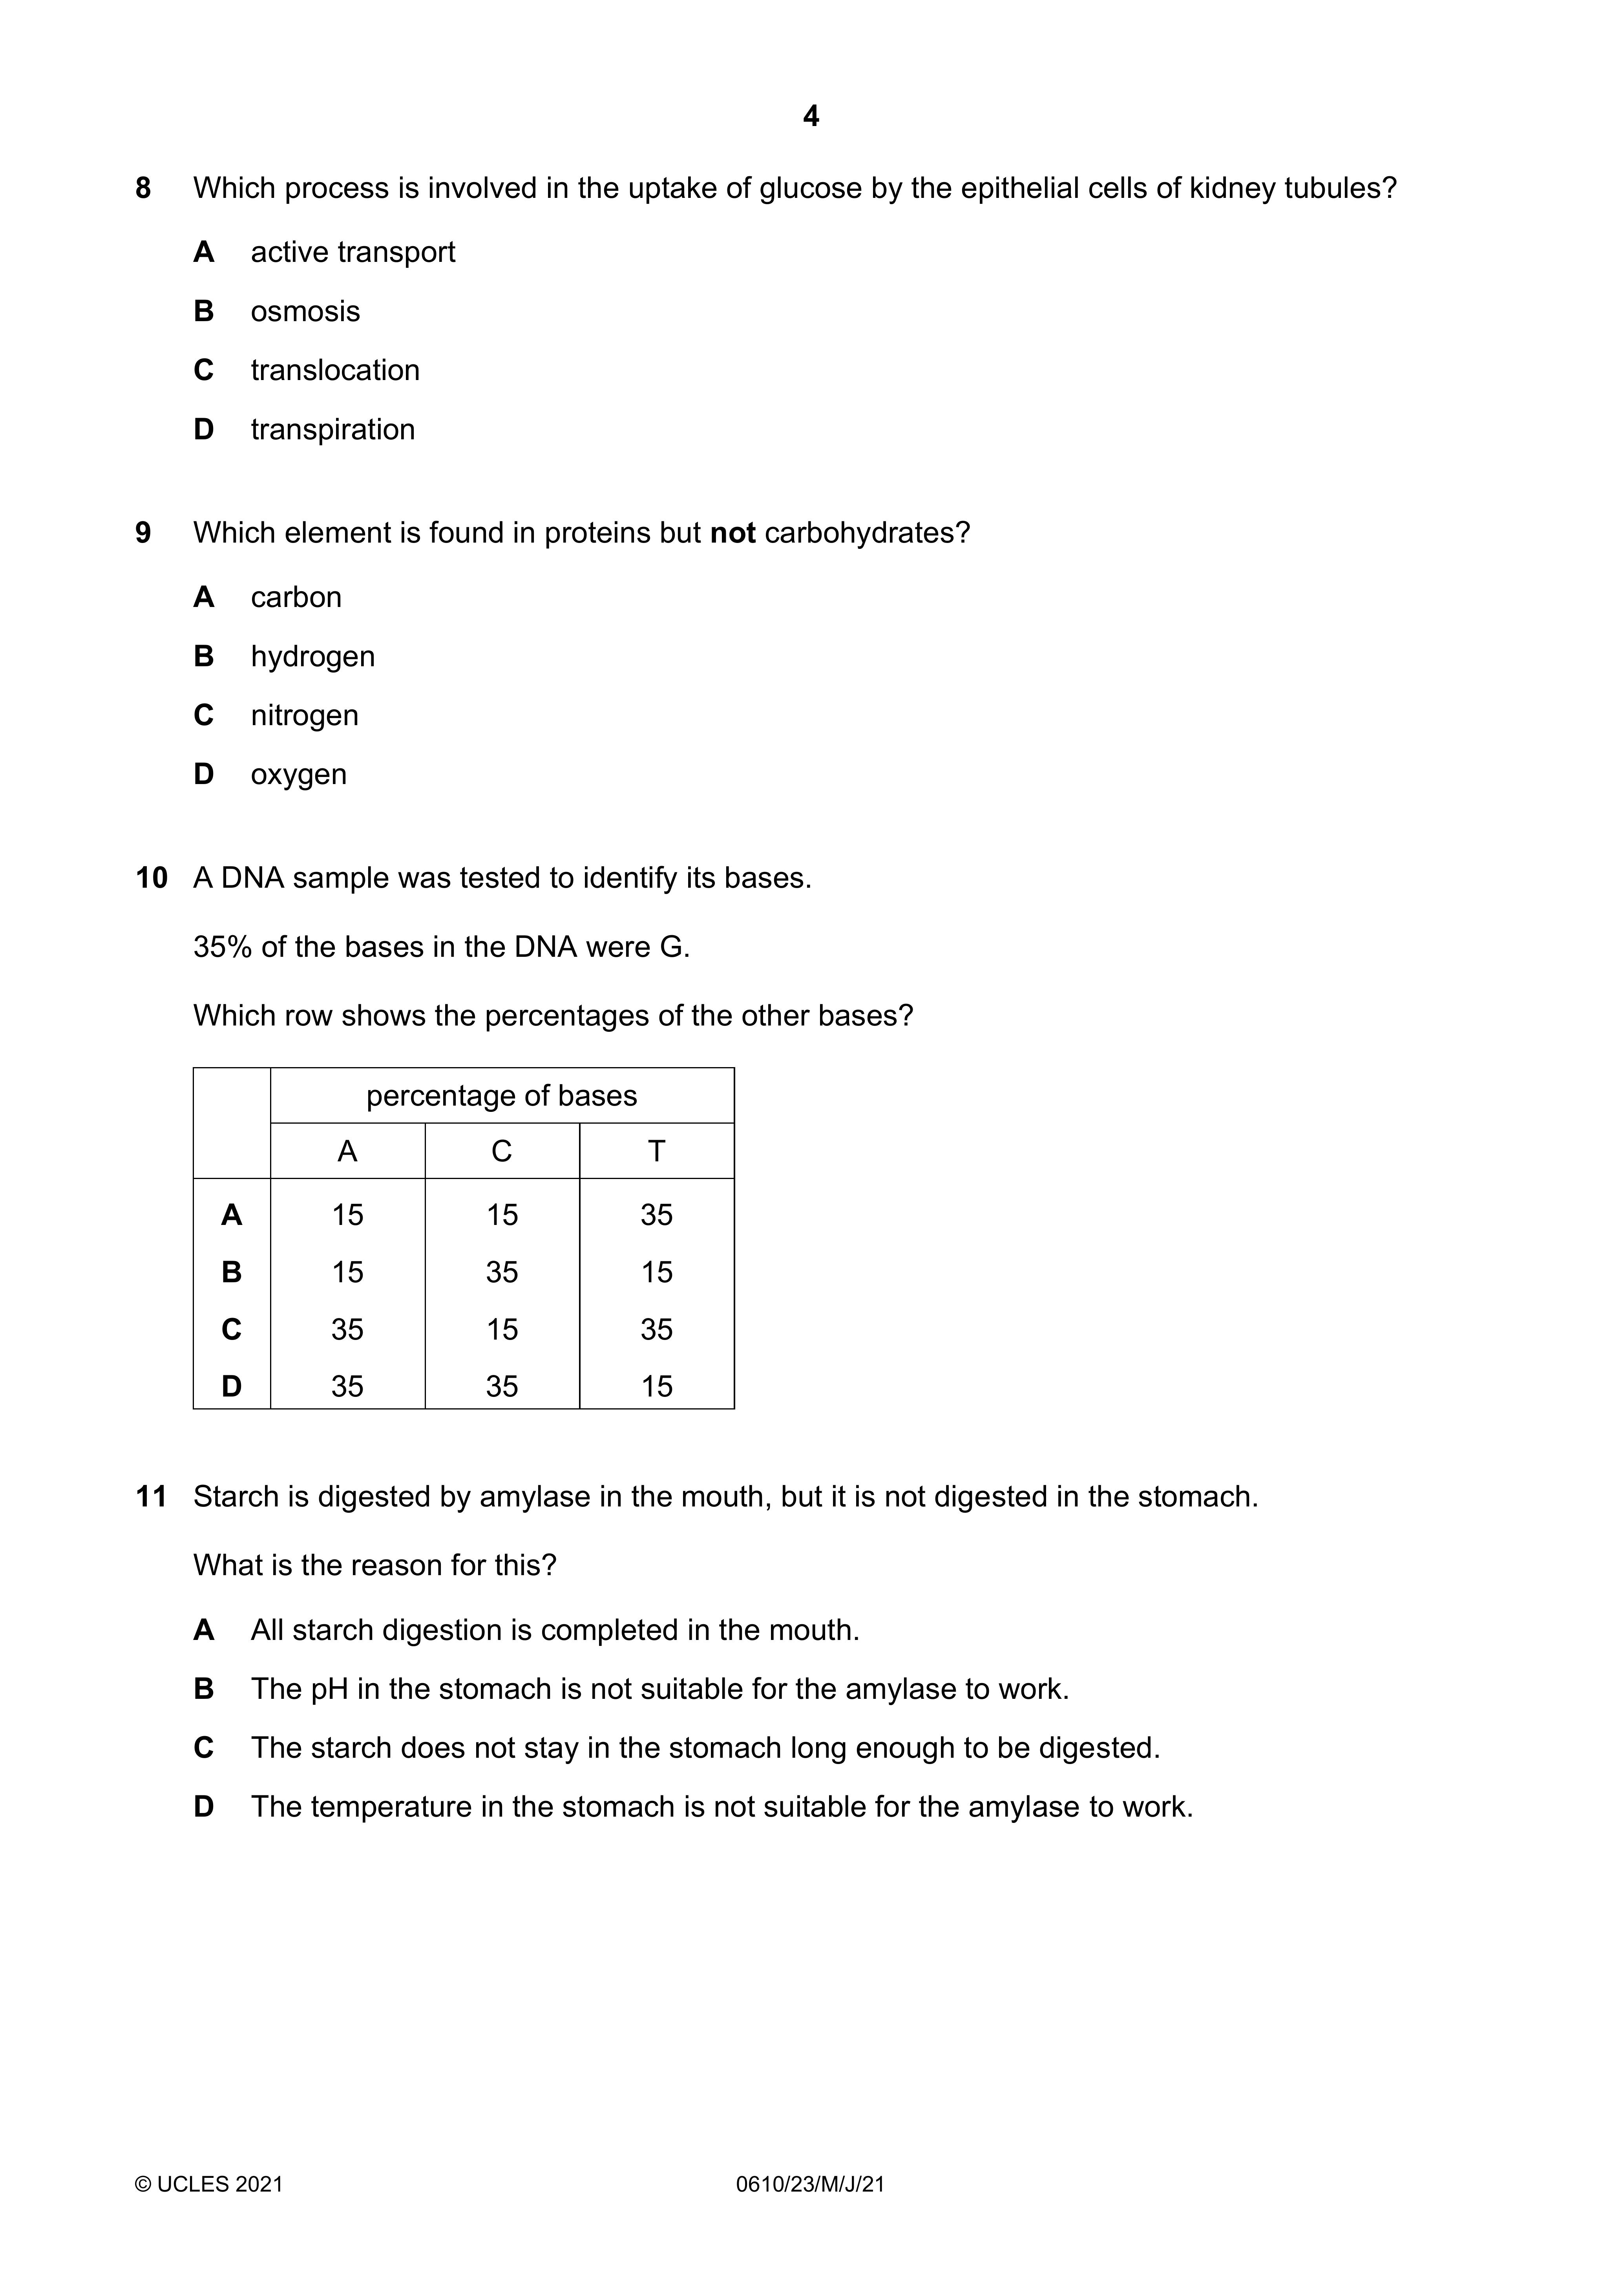 4
8 Which process is involved in the uptake of glucose by the epithelial cells of kidney tubules?
A active transport
B osmosis
C translocation
D transpiration
9 Which element is found in proteins but not carbohydrates?
A carbon
B hydrogen
C nitrogen
D oxygen
10 A DNA sample was tested to identify its bases.
35% of the bases in the DNA were G.
Which row shows the percentages of the other bases?
percentage of bases
A C T
A 15 15 35
B 15 35 15
C 35 15 35
D 35 35 15
11 Starch is digested by amylase in the mouth, but it is not digested in the stomach.
What is the reason for this?
A All starch digestion is completed in the mouth.
B The pH in the stomach is not suitable for the amylase to work.
C The starch does not stay in the stomach long enough to be digested.
D The temperature in the stomach is not suitable for the amylase to work.
© UCLES 2021 0610/23/M/J/21